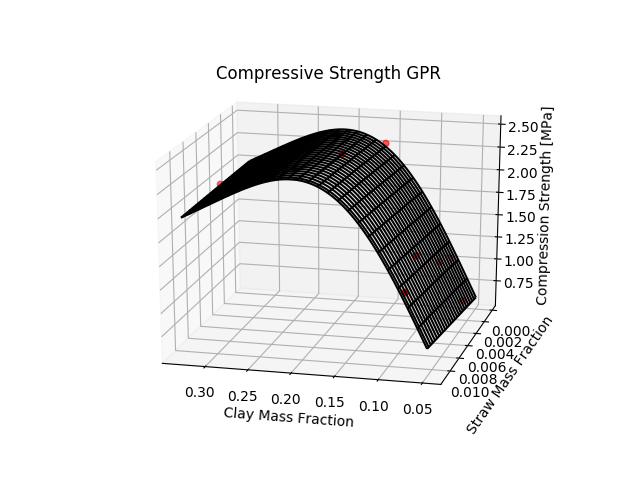 Compressive Strength GPR
2.50
2.25
2.00
1.75
1.50
1.25
1.00
0.75
Compression Strength [MPa]
0.000
0.002
0.004
0.006
0.008
0.010
Straw Mass Fraction
0.30 0.25 0.20 0.15 0.10 0.05
Clay Mass Fraction